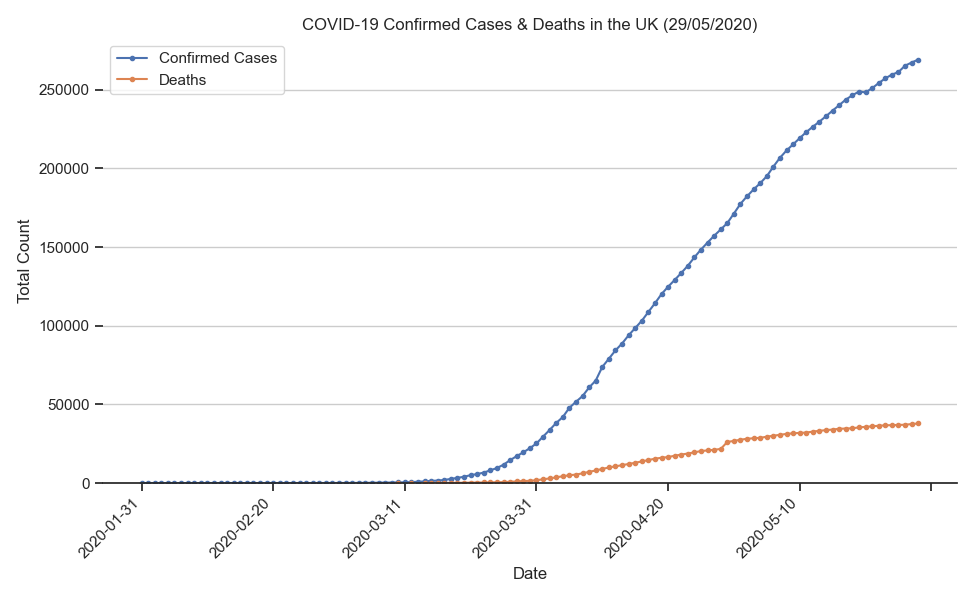 COVID-19 Confirmed Cases & Deaths in the UK (29/05/2020)
Confirmed Cases
Deaths
Total Count
250000
200000
150000
100000
50000
0
2020-01-31
2020-02-20
2020-03-11
2020-03-31
2020-04-20
2020-05-10
Date